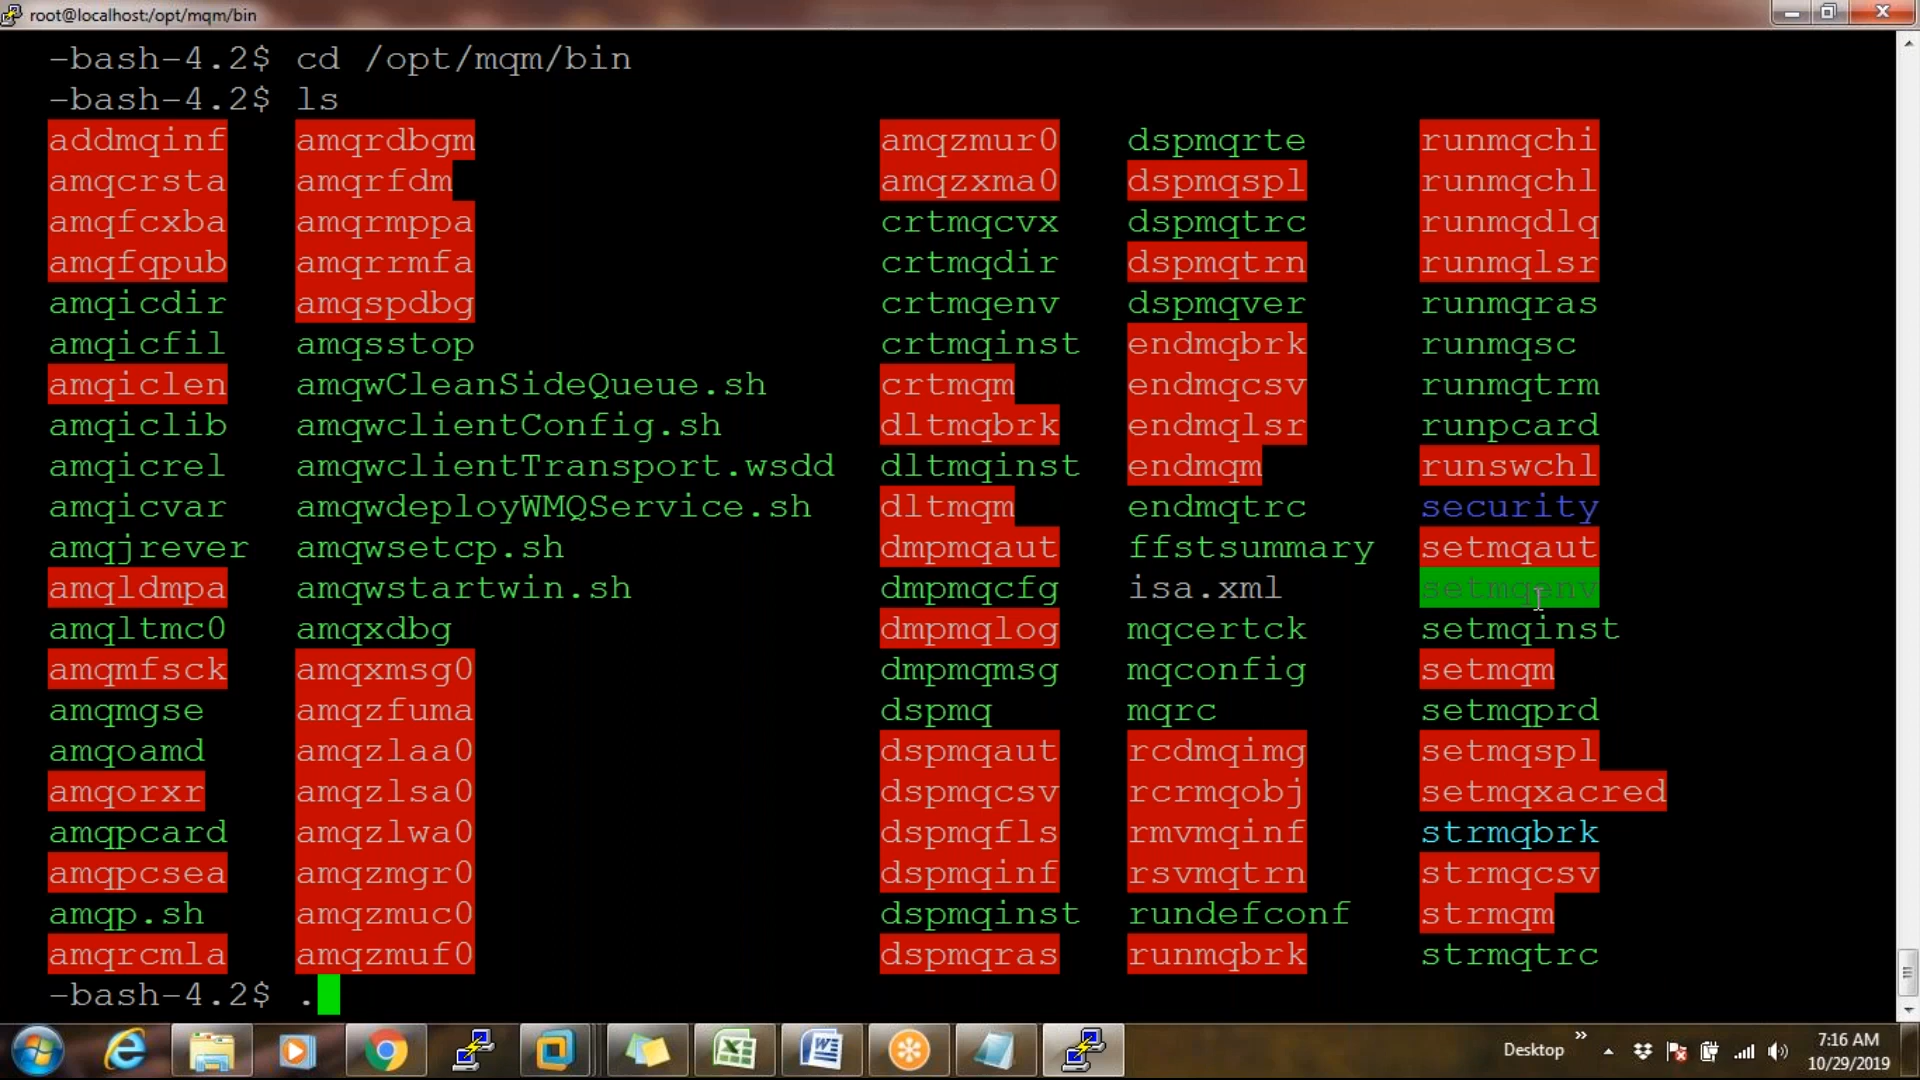 root@localhost:/opt/mqm/bin
-bash-4.2$ cd /opt/mqm/bin
-bash-4.2$ ls
addmqinf amqrdbgm amqzmur0 dspmqrte runmqchi
amqcrsta amqrfdm amqzxma0 dspmqspl runmqchl
amqfcxba amqrmppa crtmqcvx dspmqtrc runmqdlq
amqfqpub amqrrmfa crtmqdir dspmqtrn runmqlsr
amqicdir amqspdbg crtmqenv dspmqver runmqras
amqicfil amqsstop crtmqinst endmqbrk runmqsc
amqiclen amqwCleanSideQueue.sh crtmqm endmqcsv runmqtrm
amqiclib amqwclientConfig.sh dltmqbrk endmqlsr runpcard
amqicrel amqwclientTransport.wsdd dltmqinst endmqm runswchl
amqicvar amqwdeployWMQService.sh dltmqm endmqtrc security
amqjrever amqwsetcp.sh dmpmqaut ffstsummary setmqaut
amqldmpa amqwstartwin.sh dmpmqcfg isa.xml setmqenv
amqltmc0 amqxdbg dmpmqlog mqcertck setmqinst
amqmfsck amqxmsg0 dmpmqmsg mqconfig setmqm
amqmgse amqzfuma dspmq mqrc setmqprd
amqoamd amqzlaa0 dspmqaut rcdmqimg setmqspl
amqorxr amqzlsa0 dspmqcsv rcrmqobj setmqxacred
amqpcard amqzlwa0 dspmqfls rmvmqinf strmqbrk
amqpcsea amqzmgr0 dspmqinf rsvmqtrn strmqcsv
amqp.sh amqzmuc0 dspmqinst rundefconf strmqm
amqrcmla amqzmuf0 dspmqras runmqbrk strmqtrc
-bash-4.2$ .
Desktop
7:16 AM
10/29/2019